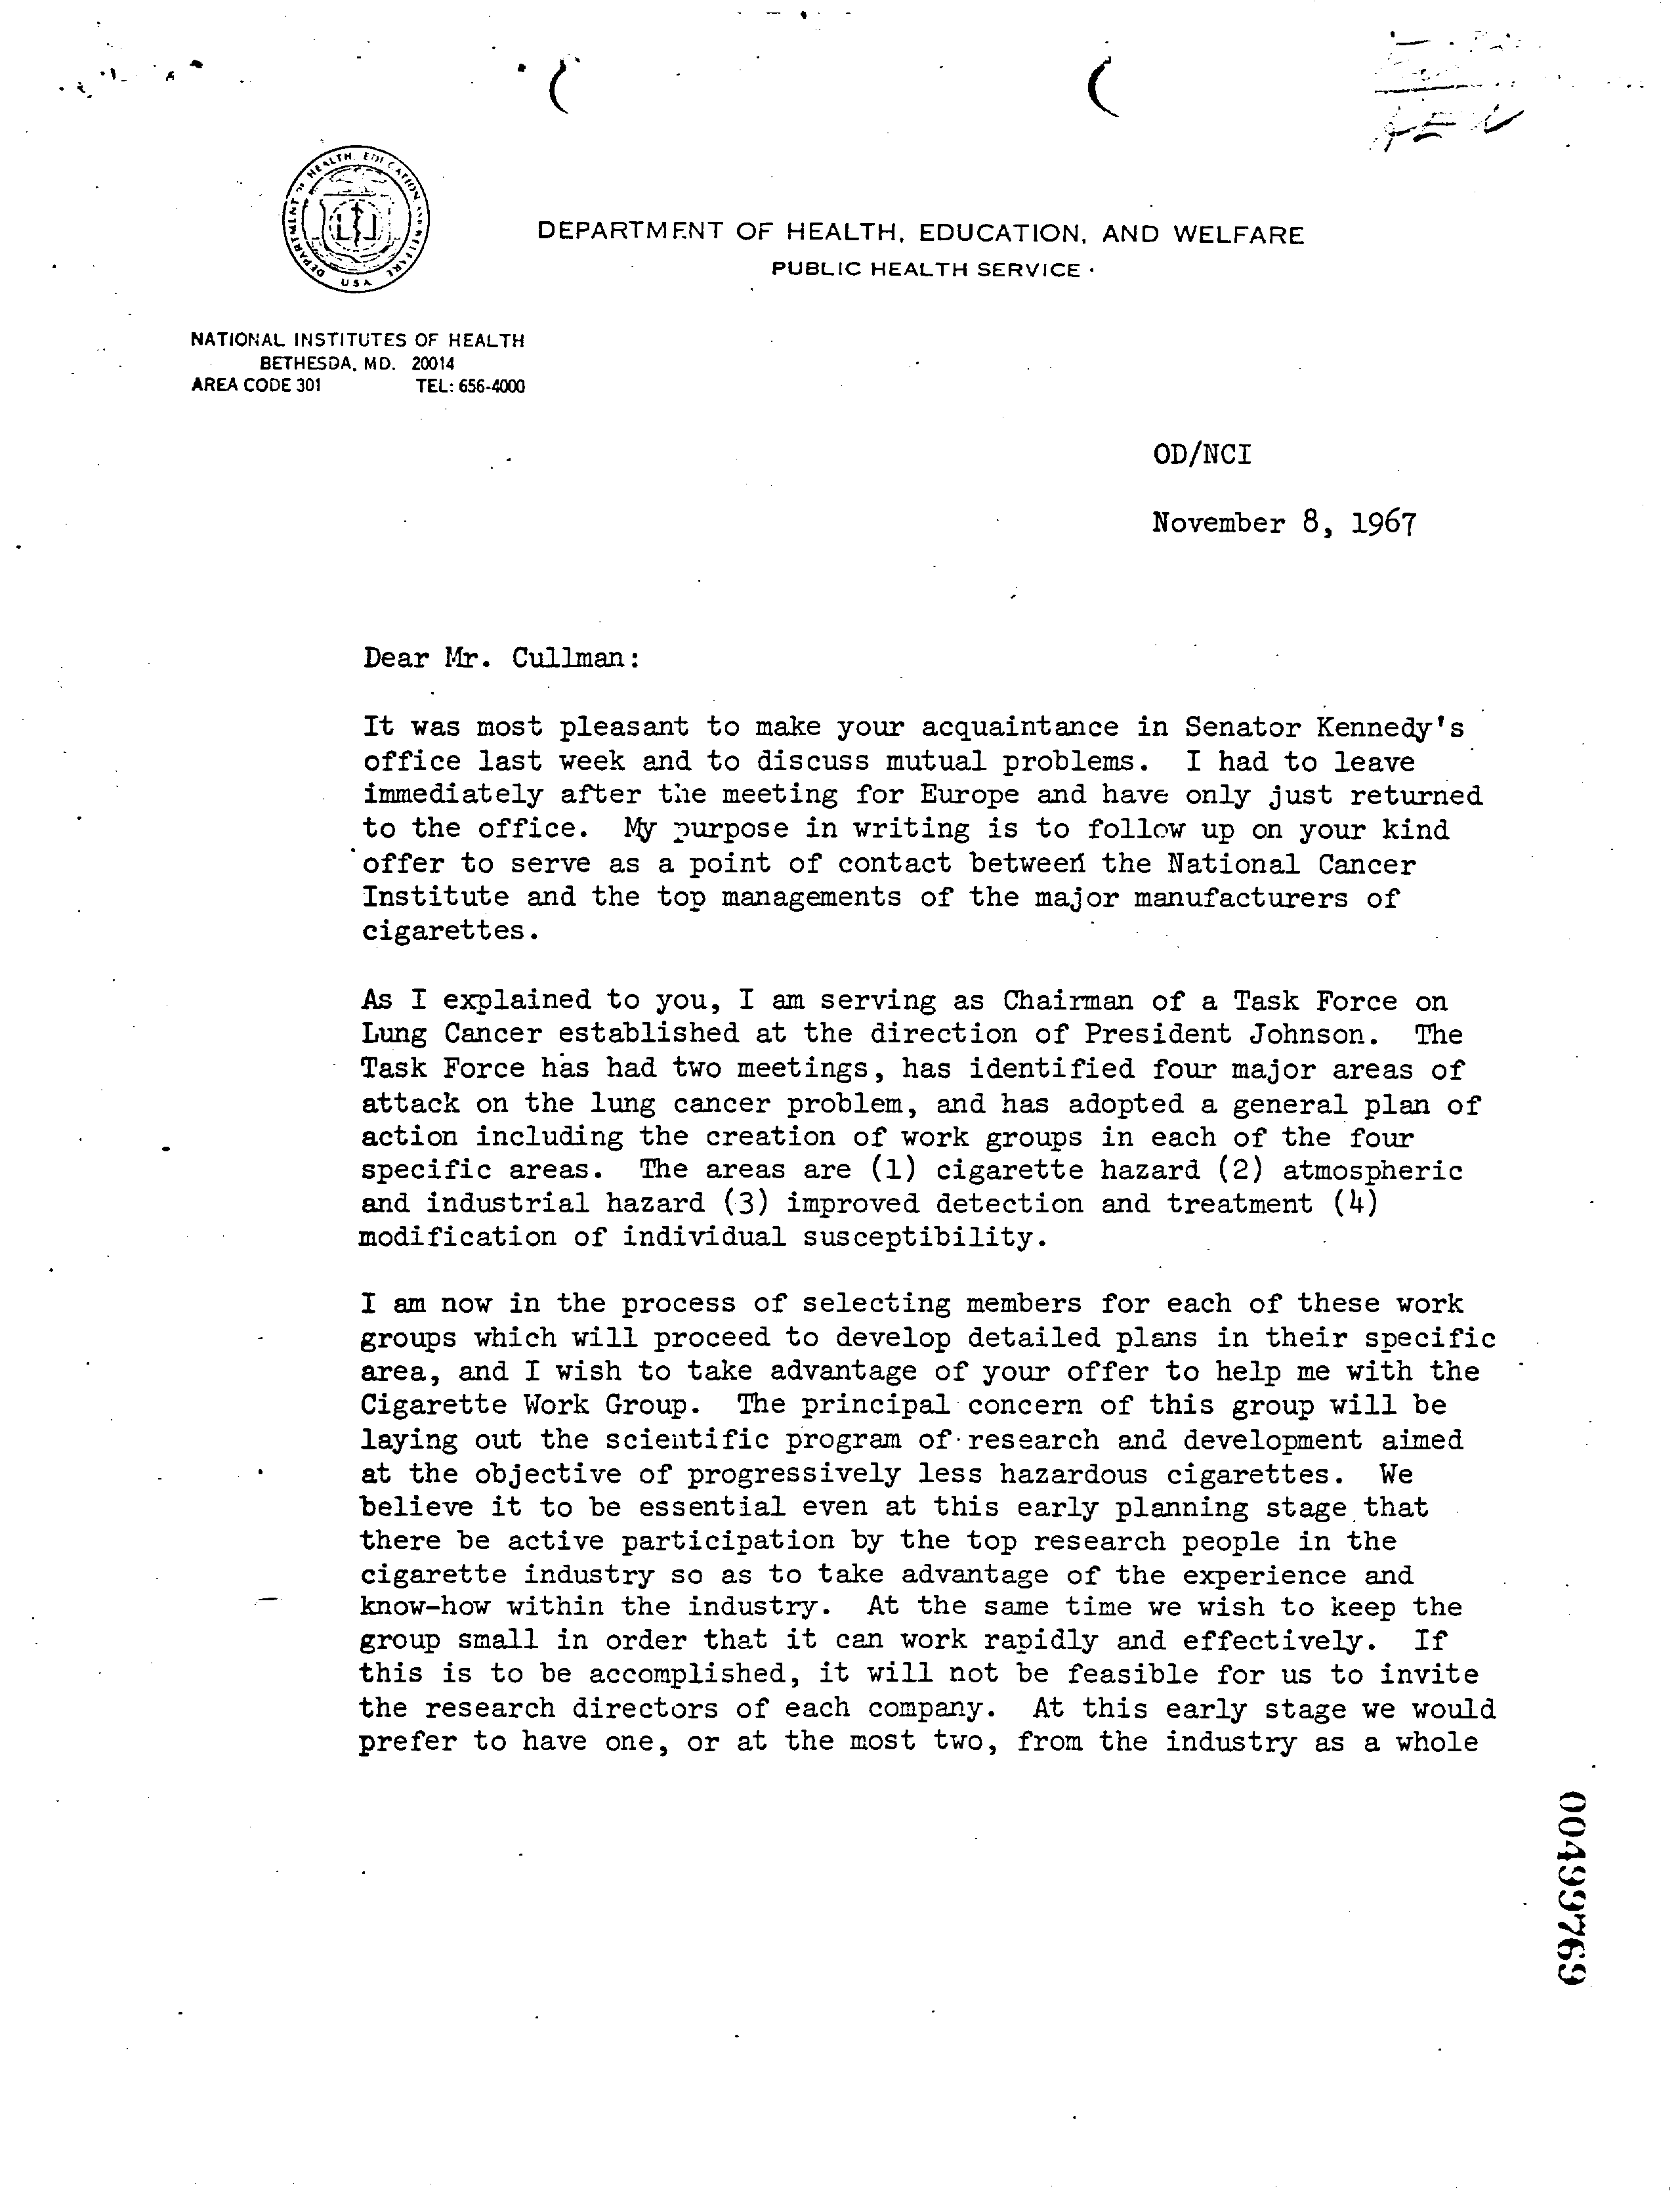 DEPARTMENT OF HEALTH, EDUCATION AND WELFARE
USA
DEPARTMENT OF HEALTH, EDUCATION, AND WELFARE
PUBLIC HEALTH SERVICE
NATIONAL INSTITUTES OF HEALTH
BETHESDA, MD. 20014
AREA CODE 301 TEL: 656-4000
OD/NCI
November 8, 1967
Dear Mr. Cullman:
It was most pleasant to make your acquaintance in Senator Kennedy's
office last week and to discuss mutual problems. I had to leave
immediately after the meeting for Europe and have only just returned
to the office. My purpose in writing is to follow up on your kind
offer to serve as a point of contact between the National Cancer
Institute and the top managements of the major manufacturers of
cigarettes.
As I explained to you, I am serving as Chairman of a Task Force on
Lung Cancer established at the direction of President Johnson. The
Task Force has had two meetings, has identified four major areas of
attack on the lung cancer problem, and has adopted a general plan of
action including the creation of work groups in each of the four
specific areas. The areas are (1) cigarette hazard (2) atmospheric
and industrial hazard (3) improved detection and treatment (4)
modification of individual susceptibility.
I am now in the process of selecting members for each of these work
groups which will proceed to develop detailed plans in their specific
area, and I wish to take advantage of your offer to help me with the
Cigarette Work Group. The principal concern of this group will be
laying out the scientific program of research and development aimed
at the objective of progressively less hazardous cigarettes. We
believe it to be essential even at this early planning stage that
there be active participation by the top research people in the
cigarette industry so as to take advantage of the experience and
know-how within the industry. At the same time we wish to keep the
group small in order that it can work rapidly and effectively. If
this is to be accomplished, it will not be feasible for us to invite
the research directors of each company. At this early stage we would
prefer to have one, or at the most two, from the industry as a whole
00499769